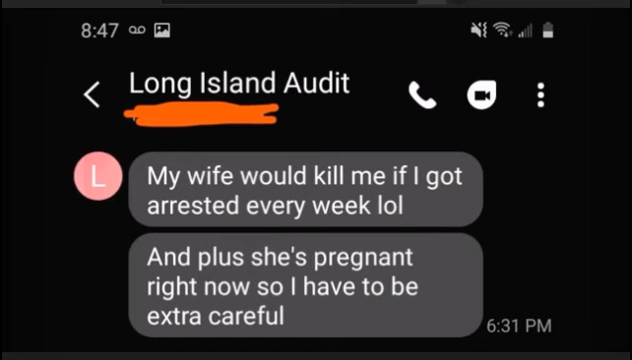 8:47
Long Island Audit
L
My wife would kill me if I got
arrested every week lol
And plus she's pregnant
right now so I have to be
extra careful
6:31 PM